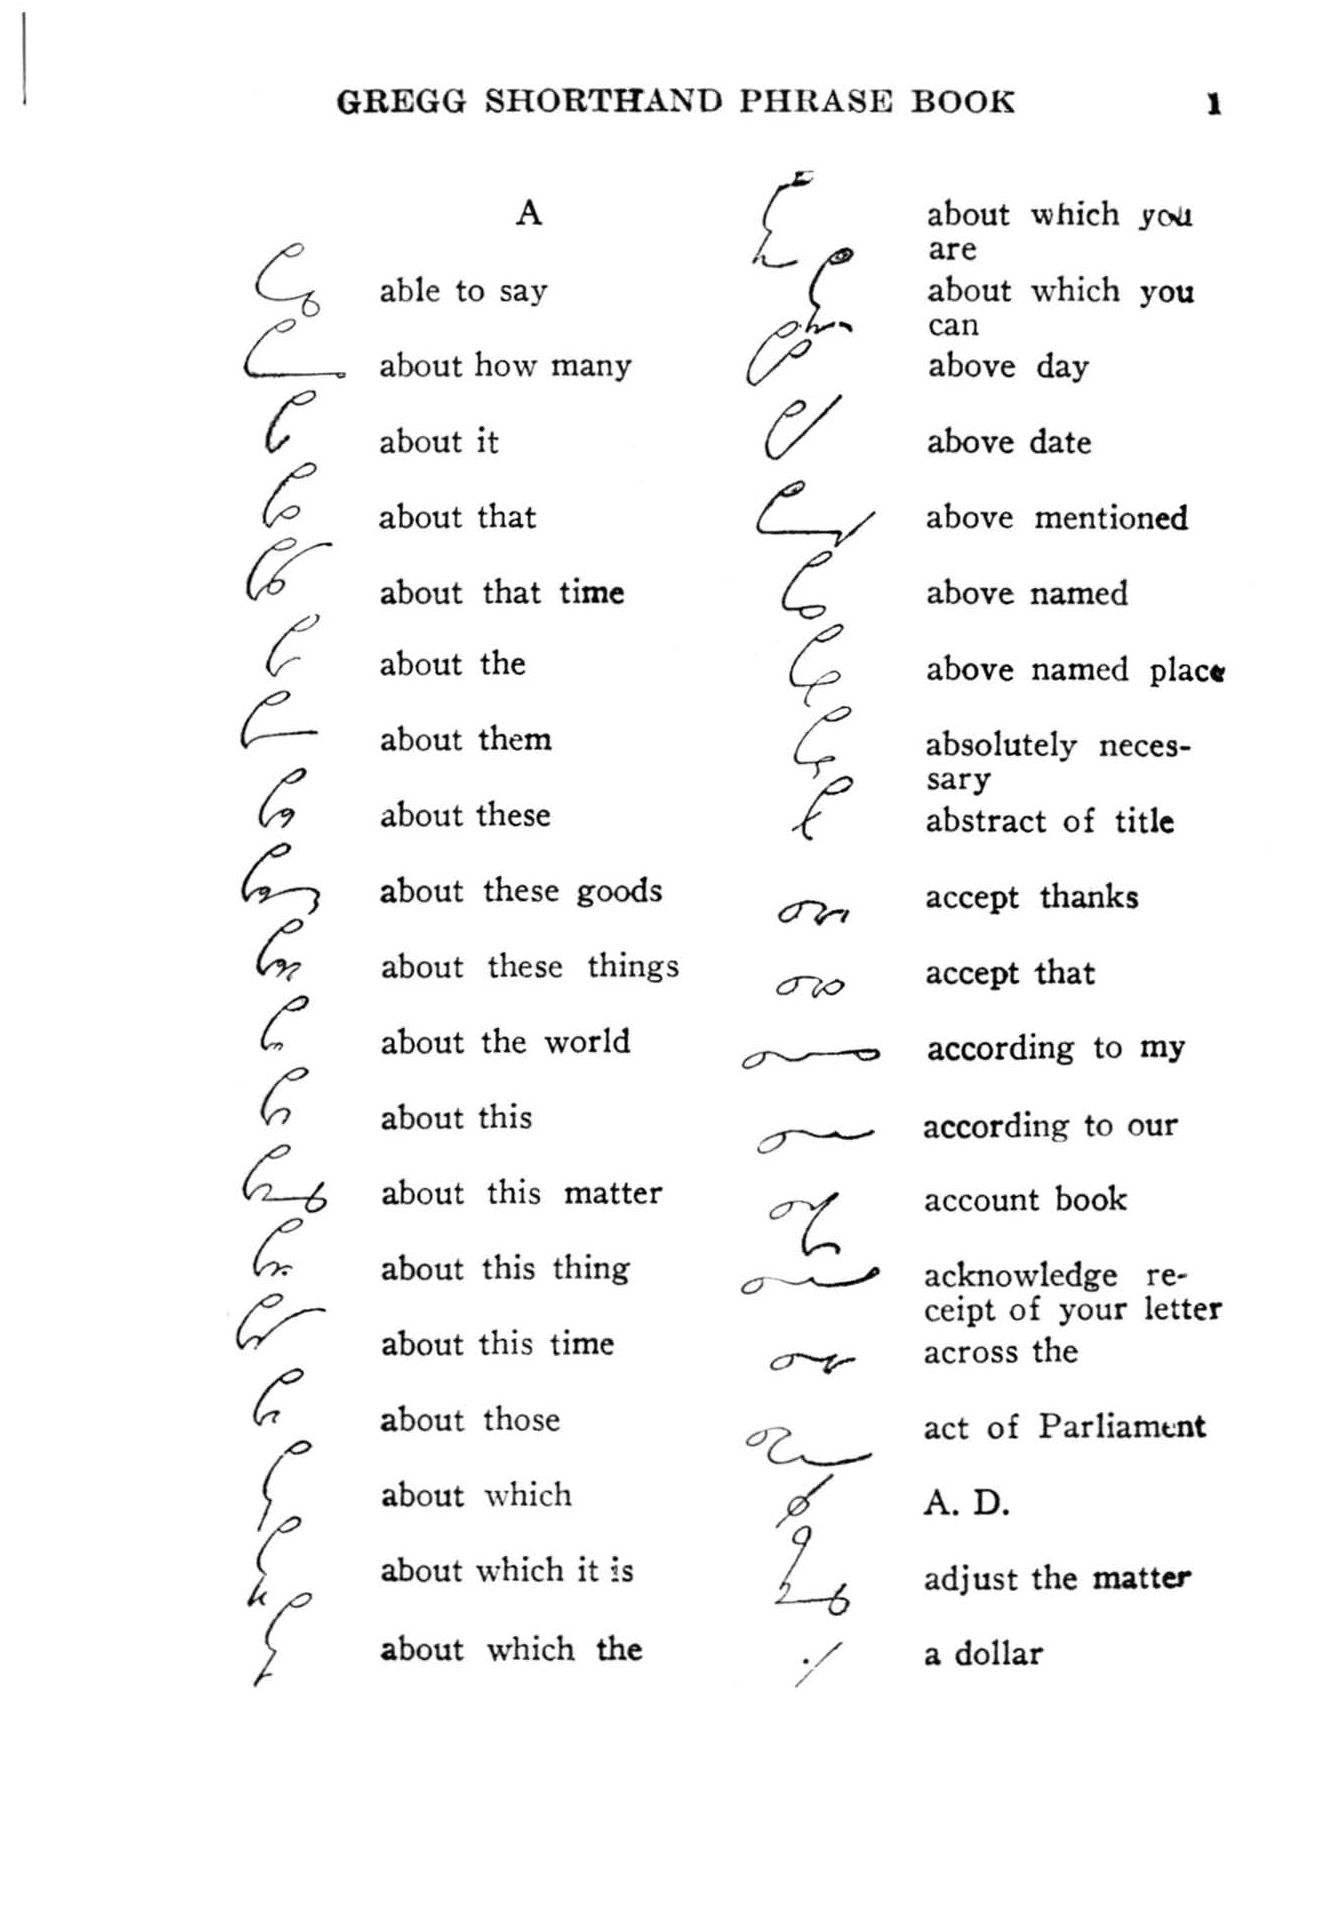 GREGG SHORTHAND PHRASE BOOK 1
A
able to say
about how many
about it
about that
about that time
about the
about them
about these
about these goods
about these things
about the world
about this
about this matter
about this thing
about this time
about those
about which
about which it is
about which the
about which you
are
about which you
can
above day
above date
above mentioned
above named
above named place
absolutely neces-
sary
abstract of title
accept thanks
accept that
according to my
according to our
account book
acknowledge re-
ceipt of your letter
across the
act of Parliament
A. D.
adjust the matter
a dollar